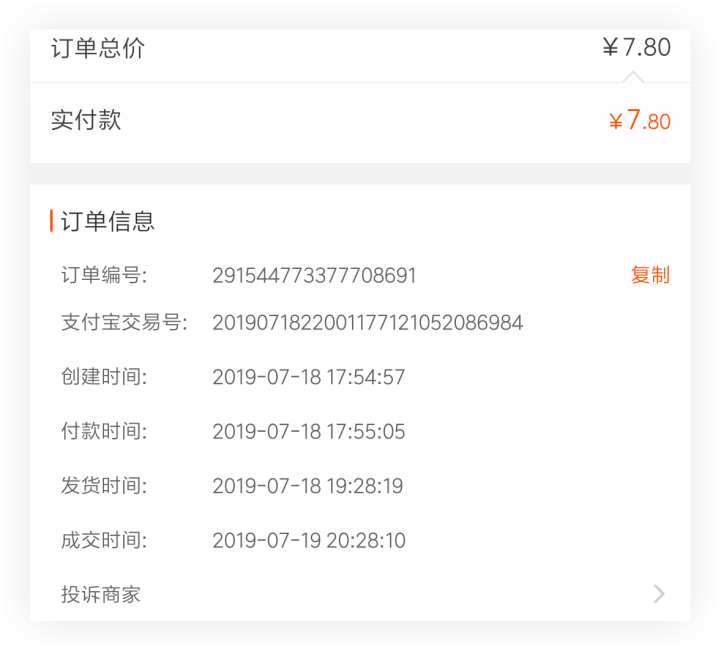 订单总价 ￥7.80
实付款 ￥7.80
订单信息
订单编号: 291544773377708691 复制
支付宝交易号: 2019071822001177121052086984
创建时间: 2019-07-18 17:54:57
付款时间: 2019-07-18 17:55:05
发货时间: 2019-07-18 19:28:19
成交时间: 2019-07-19 20:28:10
投诉商家